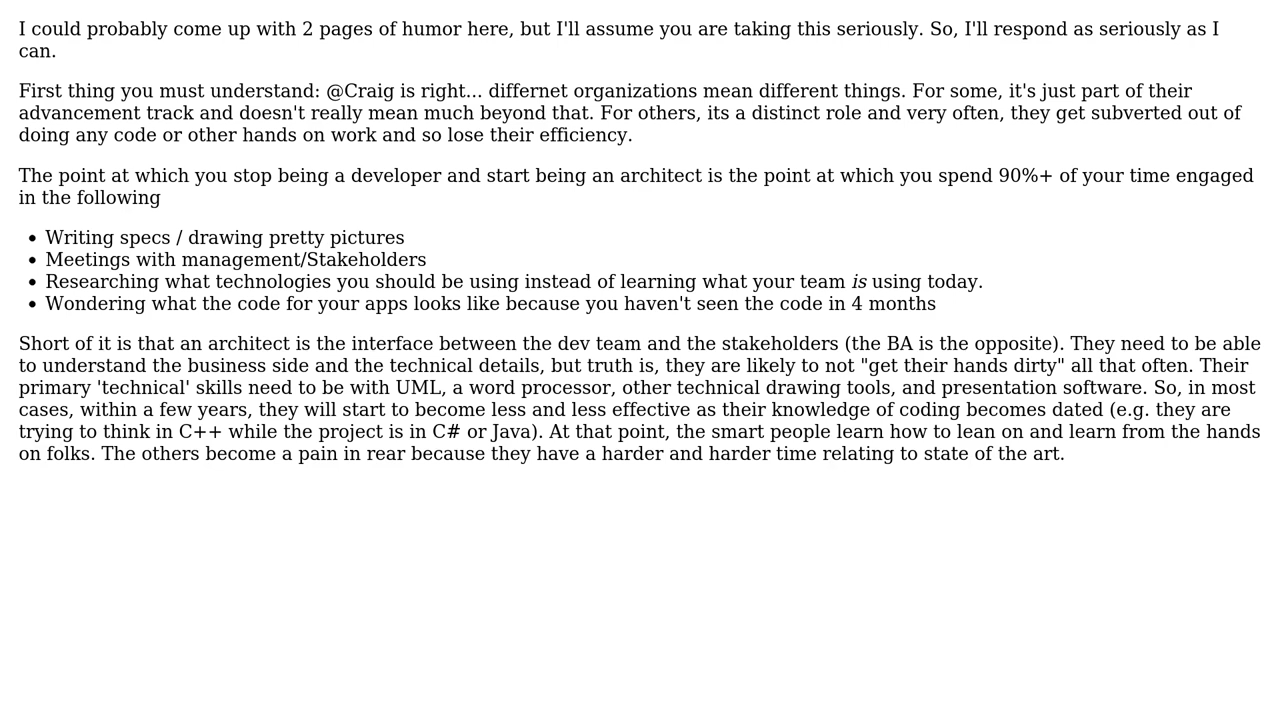 I could probably come up with 2 pages of humor here, but I'll assume you are taking this seriously. So, I'll respond as seriously as I
can.
First thing you must understand: @Craig is right... differnet organizations mean different things. For some, it's just part of their
advancement track and doesn't really mean much beyond that. For others, its a distinct role and very often, they get subverted out of
doing any code or other hands on work and so lose their efficiency.
The point at which you stop being a developer and start being an architect is the point at which you spend 90%+ of your time engaged
in the following
• Writing specs / drawing pretty pictures
• Meetings with management/Stakeholders
• Researching what technologies you should be using instead of learning what your team is using today.
• Wondering what the code for your apps looks like because you haven't seen the code in 4 months
Short of it is that an architect is the interface between the dev team and the stakeholders (the BA is the opposite). They need to be able
to understand the business side and the technical details, but truth is, they are likely to not "get their hands dirty" all that often. Their
primary 'technical' skills need to be with UML, a word processor, other technical drawing tools, and presentation software. So, in most
cases, within a few years, they will start to become less and less effective as their knowledge of coding becomes dated (e.g. they are
trying to think in C++ while the project is in C# or Java). At that point, the smart people learn how to lean on and learn from the hands
on folks. The others become a pain in rear because they have a harder and harder time relating to state of the art.